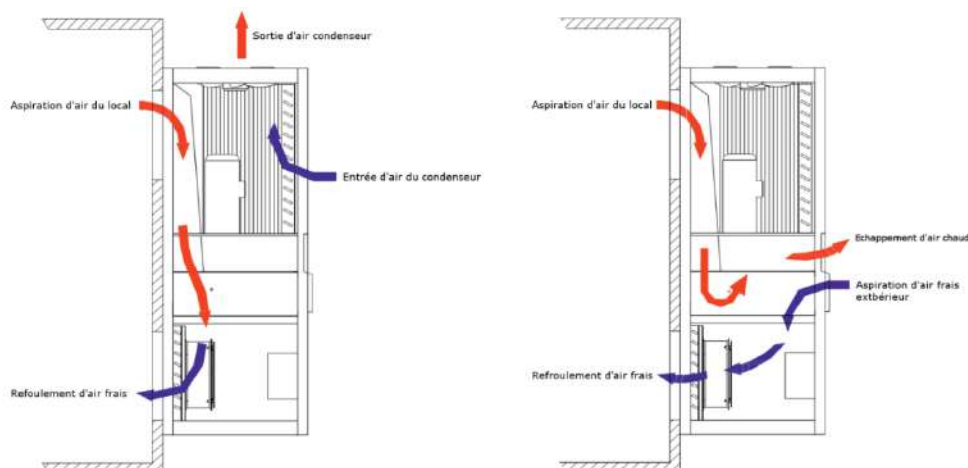 Sortie d'air condenseur
Aspiration d'air du local
Entrée d'air du condenseur
Refoulement d'air frais
Aspiration d'air du local
Echappement d'air chaud
Aspiration d'air frais
extbérieur
Refroulement d'air frais